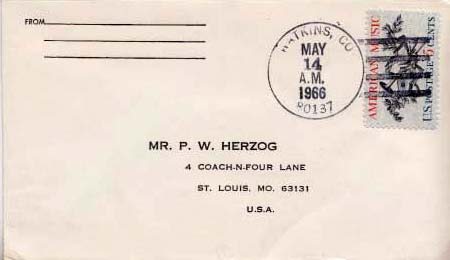 FROM
WATKINS, CO
MAY
14
A.M.
1966
80137
AMERICAN MUSIC
U.S. POSTAGE 5 CENTS
MR. P. W. HERZOG
4 COACH-N-FOUR LANE
ST. LOUIS, MO. 63131
U.S.A.